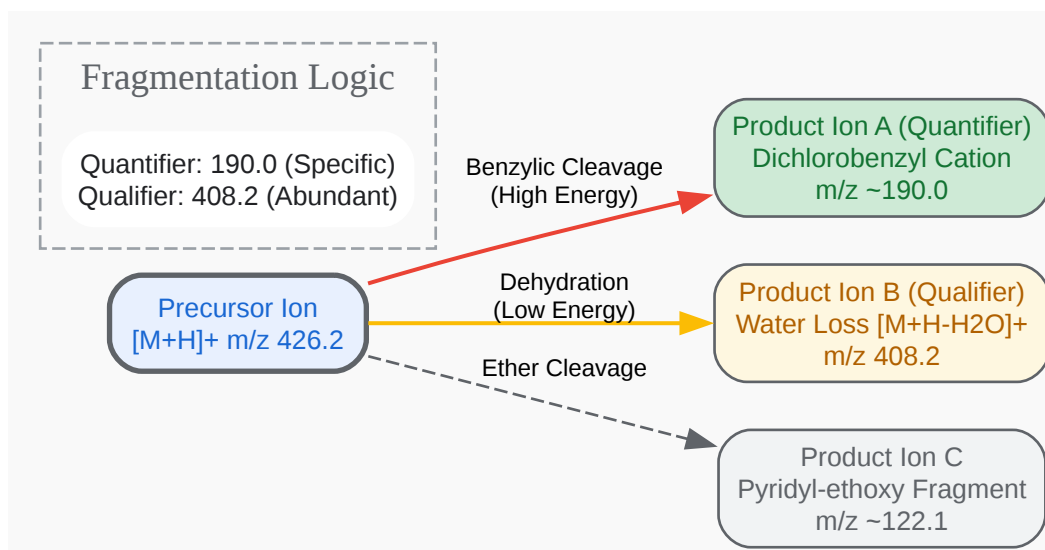 Fragmentation Logic
Quantifier: 190.0 (Specific)
Qualifier: 408.2 (Abundant)
Precursor Ion
[M+H]+ m/z 426.2
Benzylic Cleavage
(High Energy)
Product Ion A (Quantifier)
Dichlorobenzyl Cation
m/z ~190.0
Dehydration
(Low Energy)
Product Ion B (Qualifier)
Water Loss [M+H-H2O]+
m/z 408.2
Ether Cleavage
Product Ion C
Pyridyl-ethoxy Fragment
m/z ~122.1